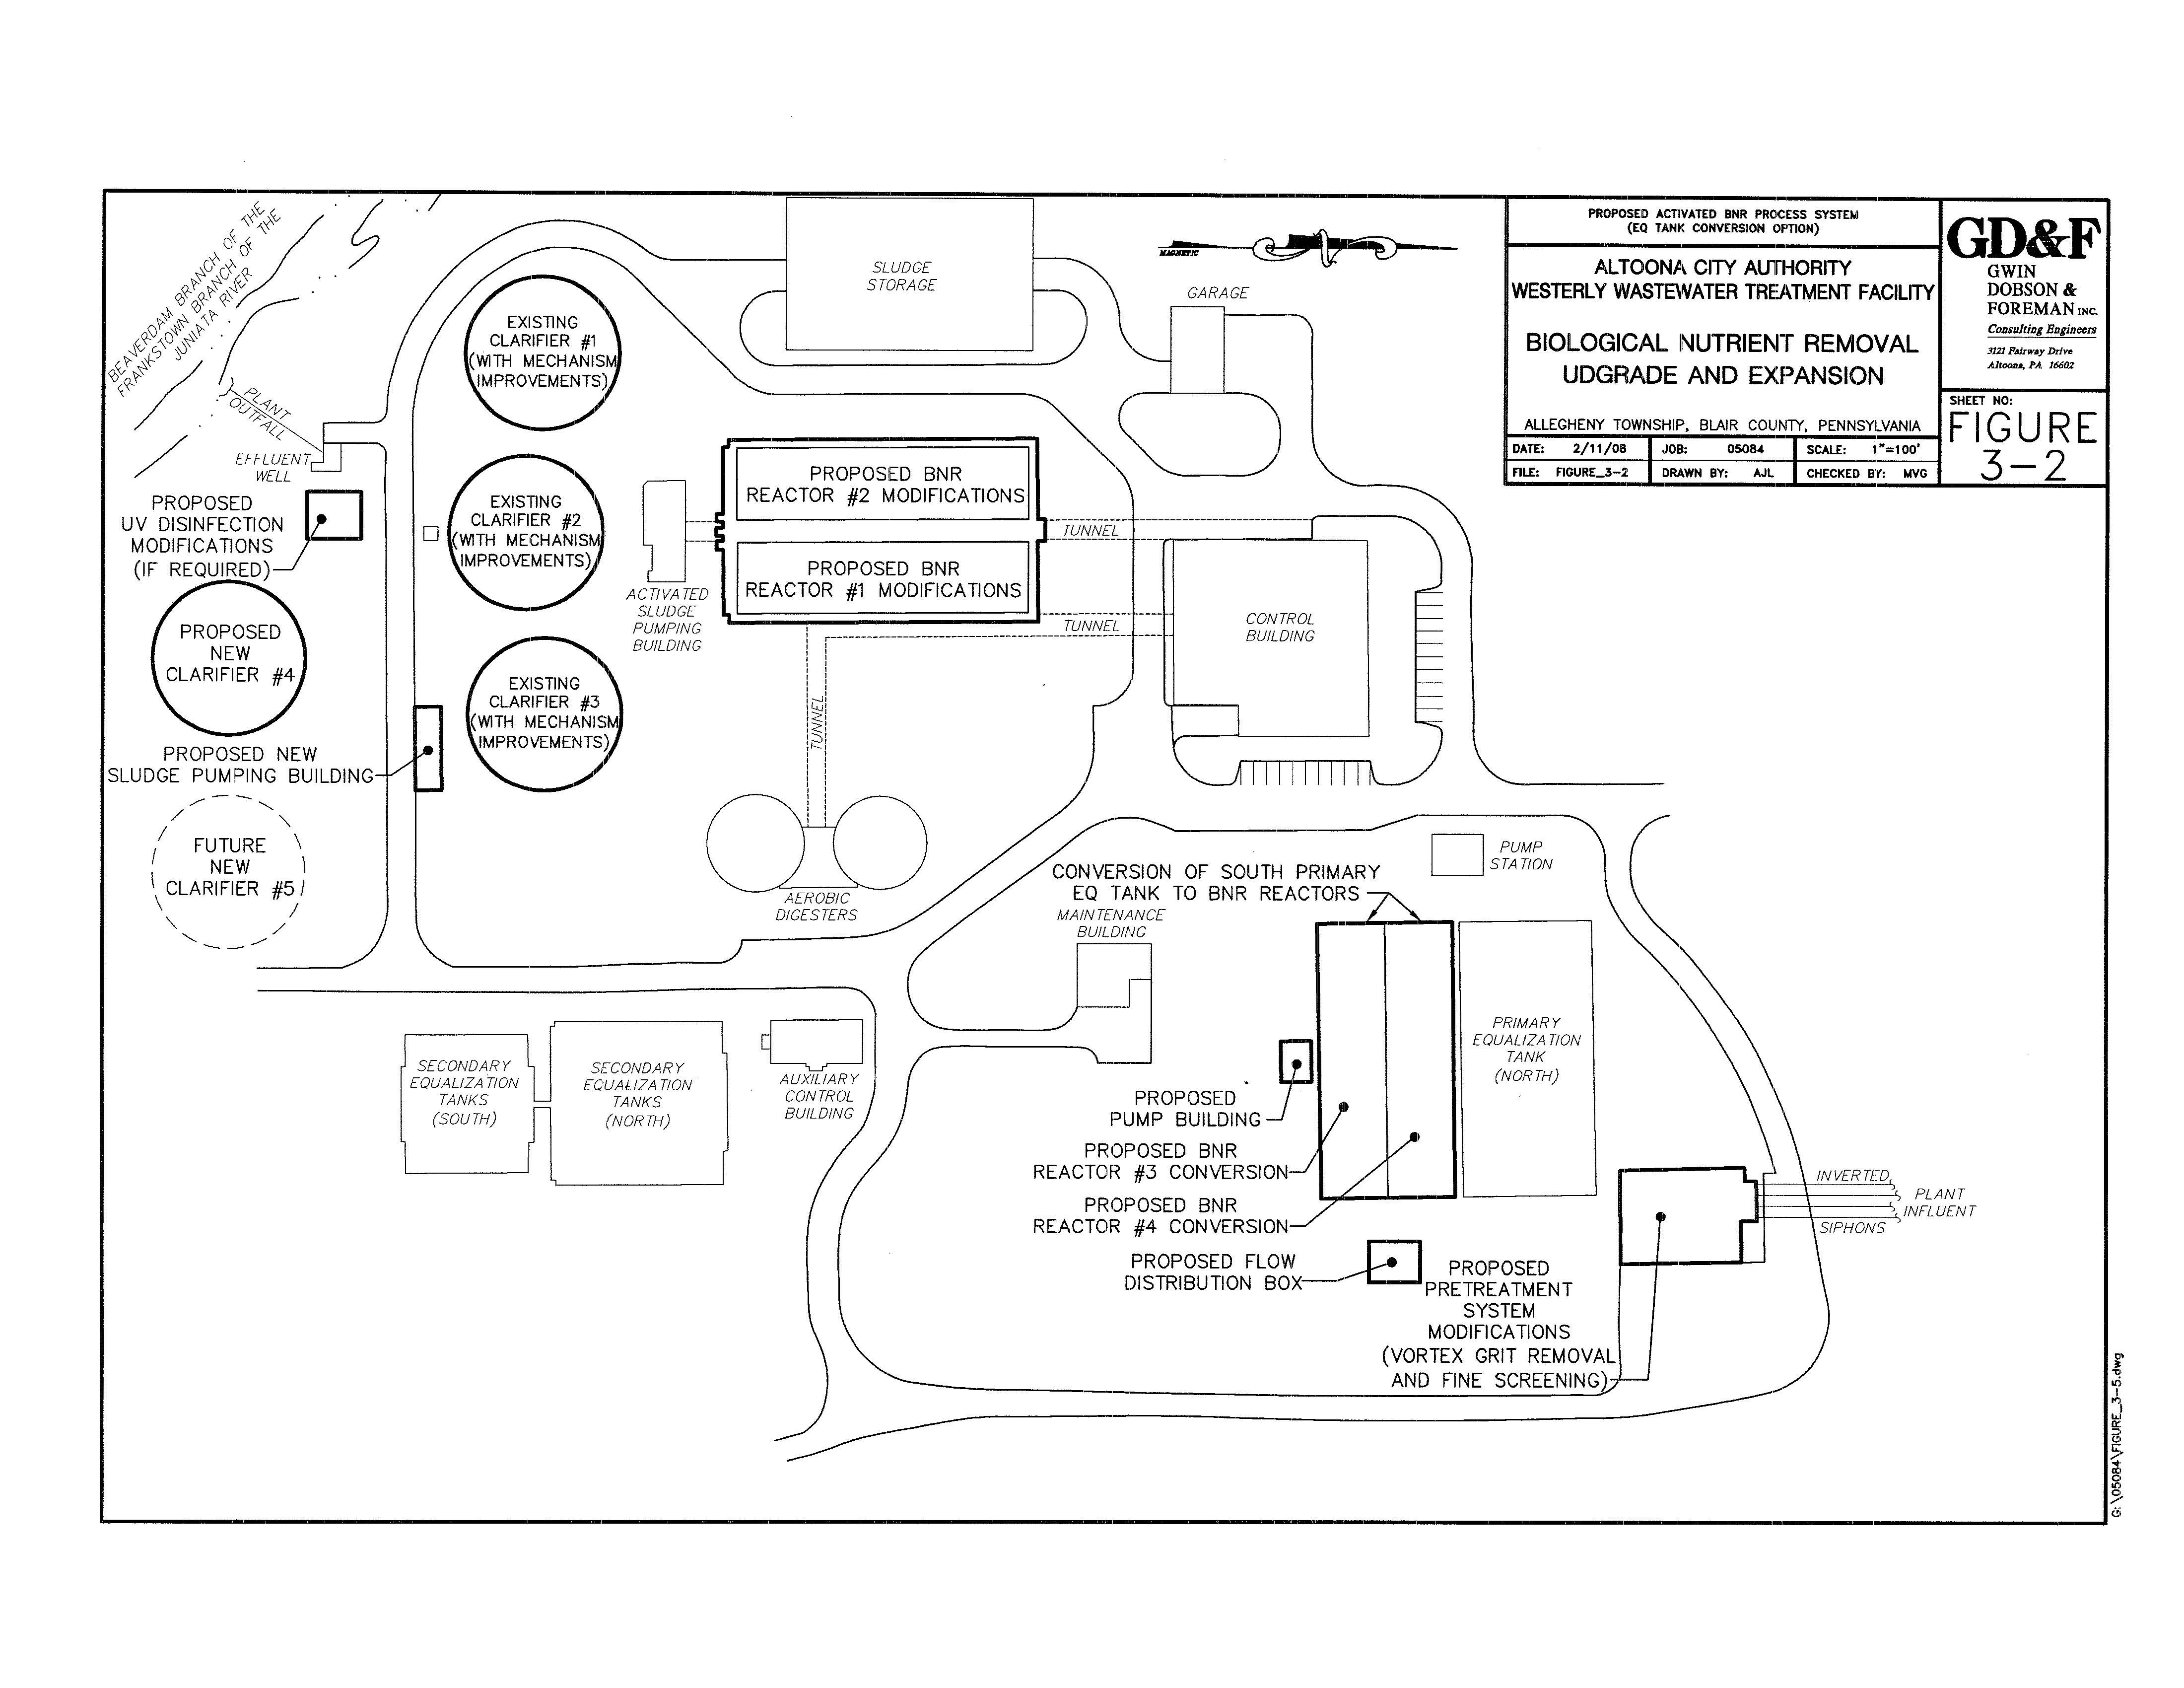 BEAVERDAM BRANCH OF THE
FRANKSTOWN BRANCH OF THE
JUNIATA RIVER
PLANT
OUTFALL
EFFLUENT
WELL
PROPOSED
UV DISINFECTION
MODIFICATIONS
(IF REQUIRED)
PROPOSED
NEW
CLARIFIER #4
PROPOSED NEW
SLUDGE PUMPING BUILDING
FUTURE
NEW
CLARIFIER #5
EXISTING
CLARIFIER #1
(WITH MECHANISM
IMPROVEMENTS)
EXISTING
CLARIFIER #2
(WITH MECHANISM
IMPROVEMENTS)
EXISTING
CLARIFIER #3
(WITH MECHANISM
IMPROVEMENTS)
SLUDGE
STORAGE
MAGNETIC
GARAGE
PROPOSED BNR
REACTOR #2 MODIFICATIONS
PROPOSED BNR
REACTOR #1 MODIFICATIONS
ACTIVATED
SLUDGE
PUMPING
BUILDING
TUNNEL
TUNNEL
TUNNEL
CONTROL
BUILDING
AEROBIC
DIGESTERS
PUMP
STATION
CONVERSION OF SOUTH PRIMARY
EQ TANK TO BNR REACTORS
MAINTENANCE
BUILDING
PRIMARY
EQUALIZATION
TANK
(NORTH)
SECONDARY
EQUALIZATION
TANKS
(SOUTH)
SECONDARY
EQUALIZATION
TANKS
(NORTH)
AUXILIARY
CONTROL
BUILDING
PROPOSED
PUMP BUILDING
PROPOSED BNR
REACTOR #3 CONVERSION
PROPOSED BNR
REACTOR #4 CONVERSION
PROPOSED FLOW
DISTRIBUTION BOX
PROPOSED
PRETREATMENT
SYSTEM
MODIFICATIONS
(VORTEX GRIT REMOVAL
AND FINE SCREENING)
INVERTED
SIPHONS
PLANT
INFLUENT
PROPOSED ACTIVATED BNR PROCESS SYSTEM
(EQ TANK CONVERSION OPTION)
ALTOONA CITY AUTHORITY
WESTERLY WASTEWATER TREATMENT FACILITY
BIOLOGICAL NUTRIENT REMOVAL
UDGRADE AND EXPANSION
ALLEGHENY TOWNSHIP, BLAIR COUNTY, PENNSYLVANIA
DATE: 2/11/08 JOB: 05084 SCALE: 1"=100'
FILE: FIGURE_3-2 DRAWN BY: AJL CHECKED BY: MVG
GD&F
GWIN
DOBSON &
FOREMAN INC.
Consulting Engineers
3121 Fairway Drive
Altoona, PA 16602
SHEET NO:
FIGURE
3-2
G:\05084\FIGURE_3-5.dwg